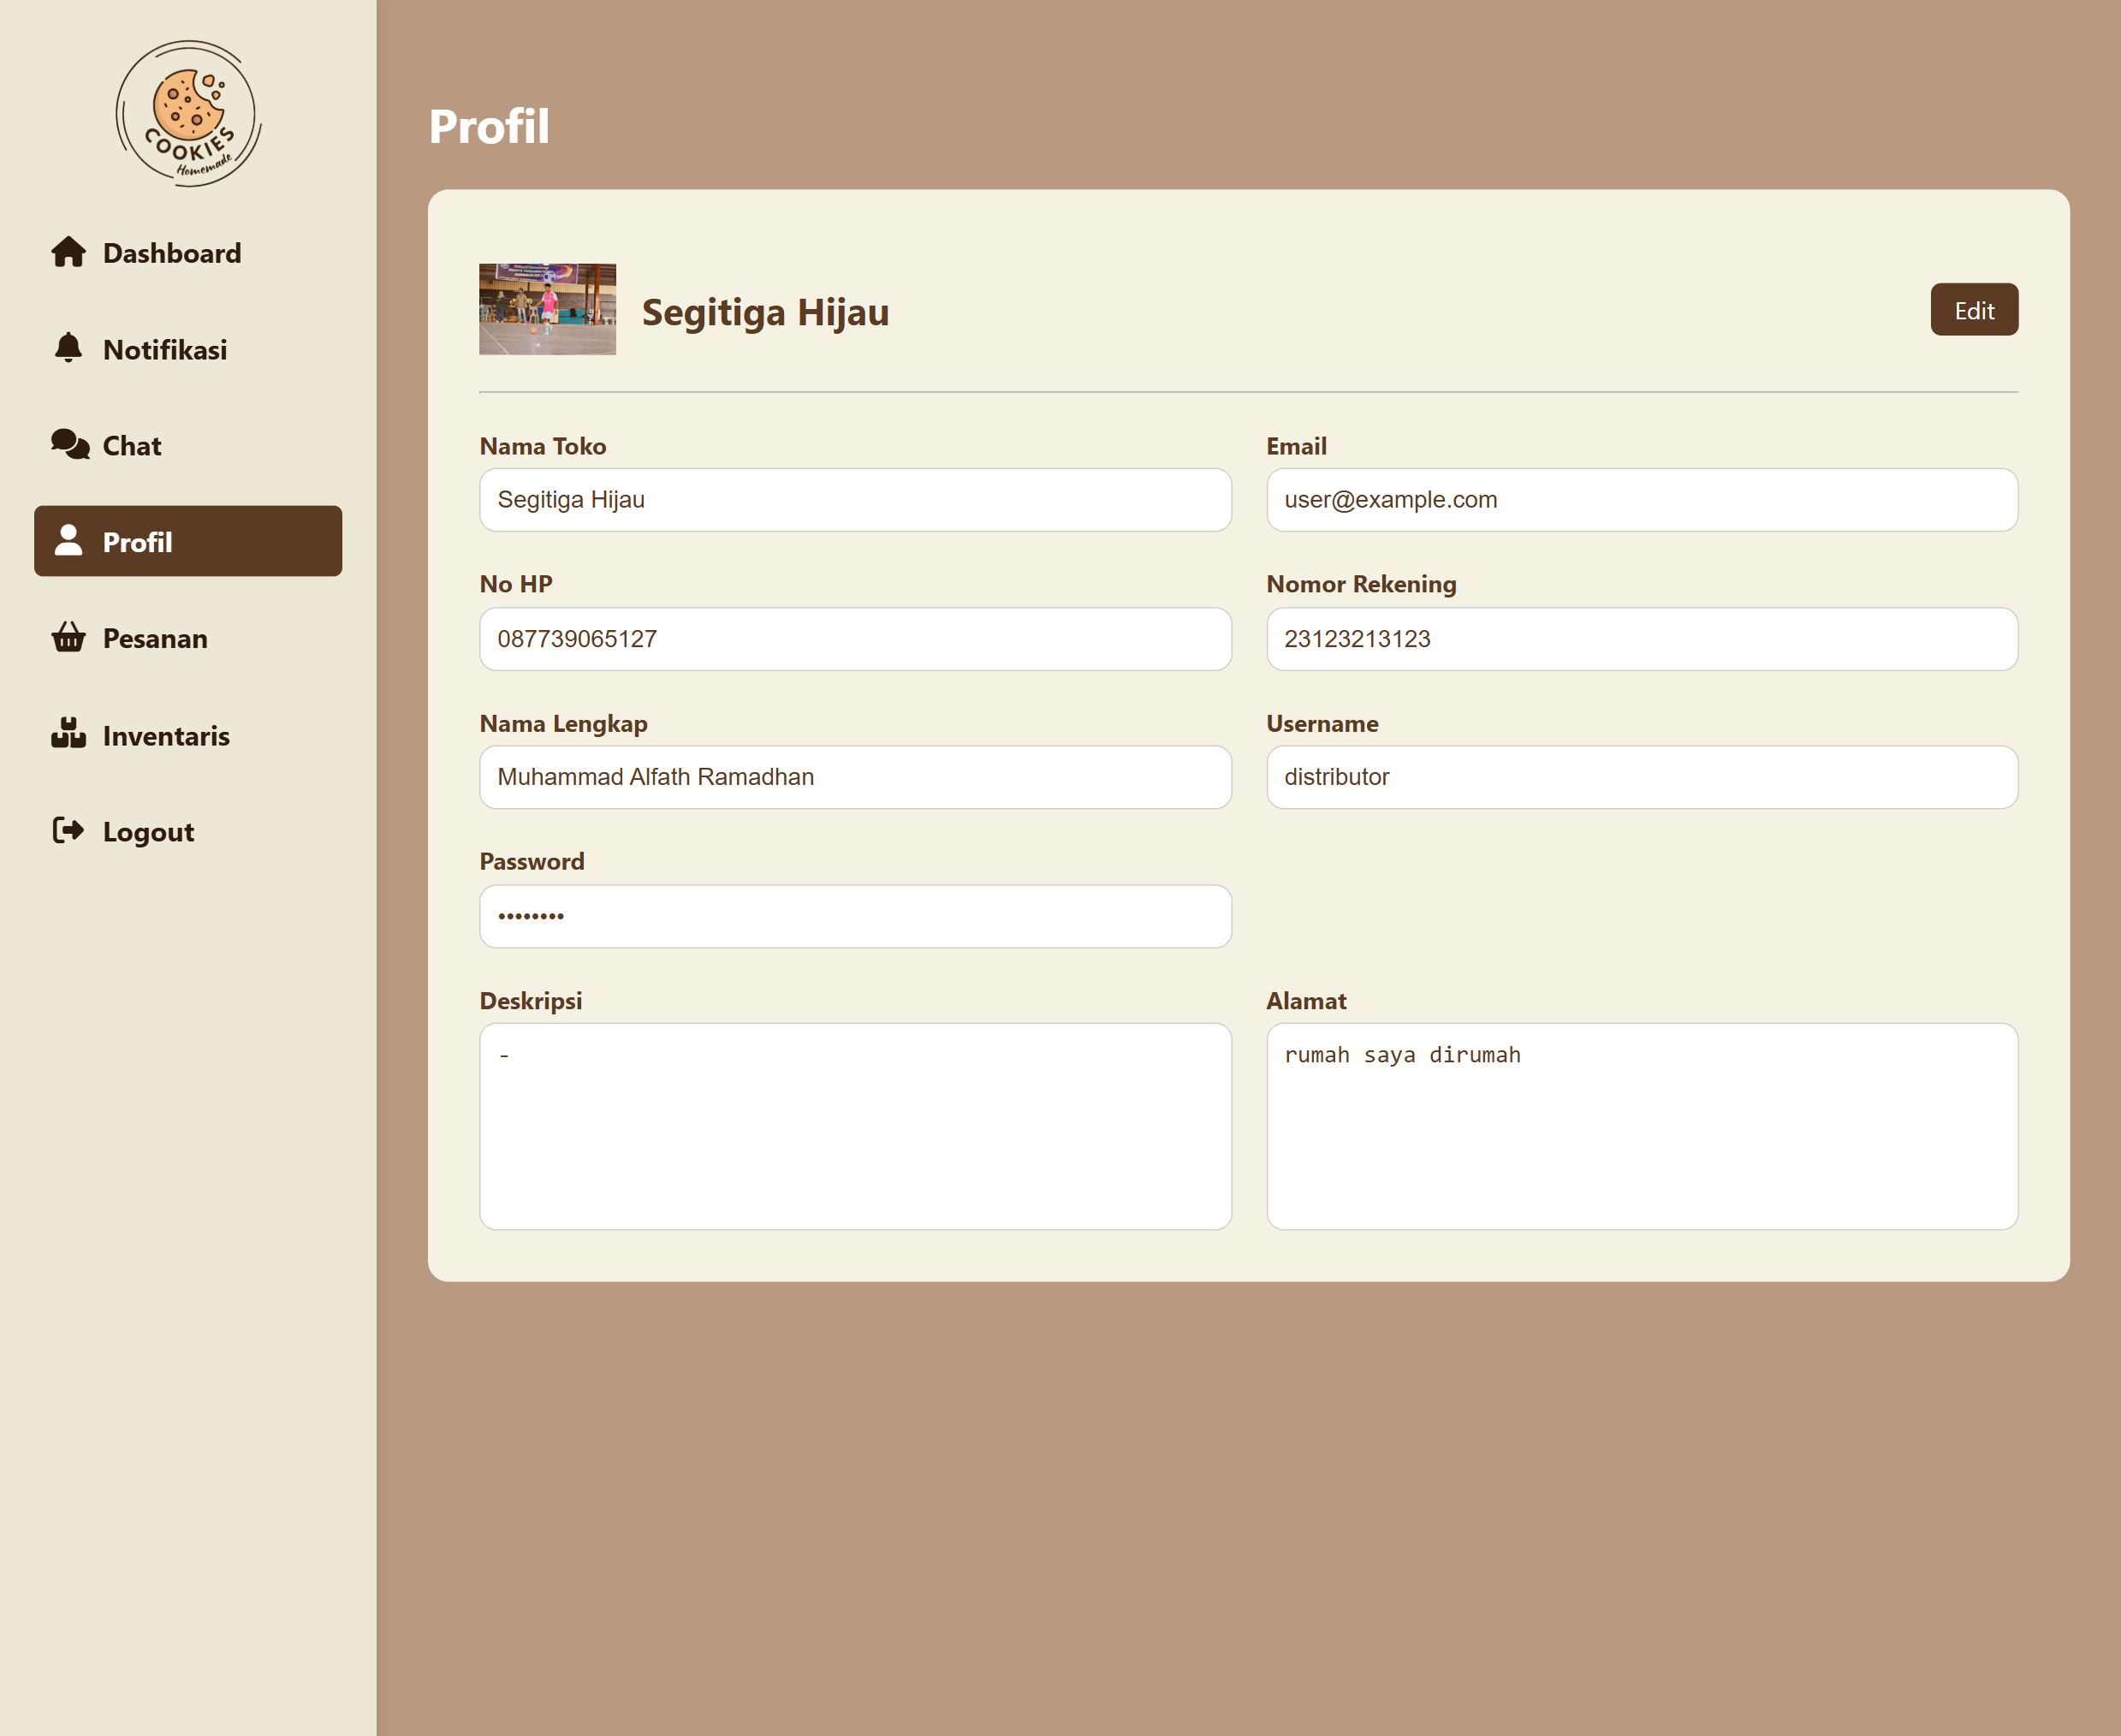 COOKIES
Homemade
Dashboard
Notifikasi
Chat
Profil
Pesanan
Inventaris
Logout
Profil
Segitiga Hijau
Edit
Nama Toko
Segitiga Hijau
Email
user@example.com
No HP
087739065127
Nomor Rekening
23123213123
Nama Lengkap
Muhammad Alfath Ramadhan
Username
distributor
Password
••••••••
Deskripsi
-
Alamat
rumah saya dirumah